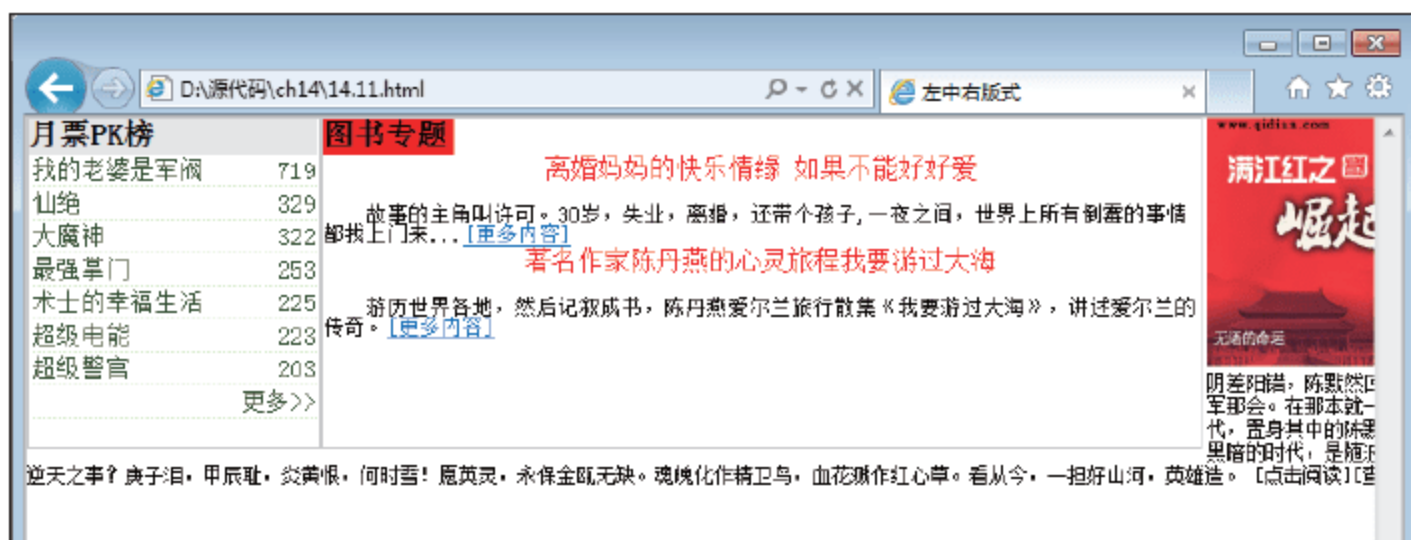 D:\源代码\ch14\14.11.html
左中右版式
月票PK榜
我的老婆是军阀 719
仙绝 329
大魔神 322
最强掌门 253
术士的幸福生活 225
超级电能 223
超级警官 203
更多>>
图书专题
离婚妈妈的快乐情缘 如果不能好好爱
故事的主角叫许可。30岁，失业，离婚，还带个孩子,一夜之间，世界上所有倒霉的事情
都找上门来...[更多内容]
著名作家陈丹燕的心灵旅程我要游过大海
游历世界各地，然后记叙成书，陈丹燕爱尔兰旅行散集《我要游过大海》，讲述爱尔兰的
传奇。[更多内容]
www.qidian.com
满江红之
崛起
阴差阳错，陈默然回
军那会。在那本就一
代，置身其中的陈默
黑暗的时代，是随波
逆天之事？庚子泪，甲辰耻，炎黄恨，何时雪！愿英灵，永保金瓯无缺。魂魄化作精卫鸟，血花溅作红心草。看从今，一担好山河，英雄造。 [点击阅读][查